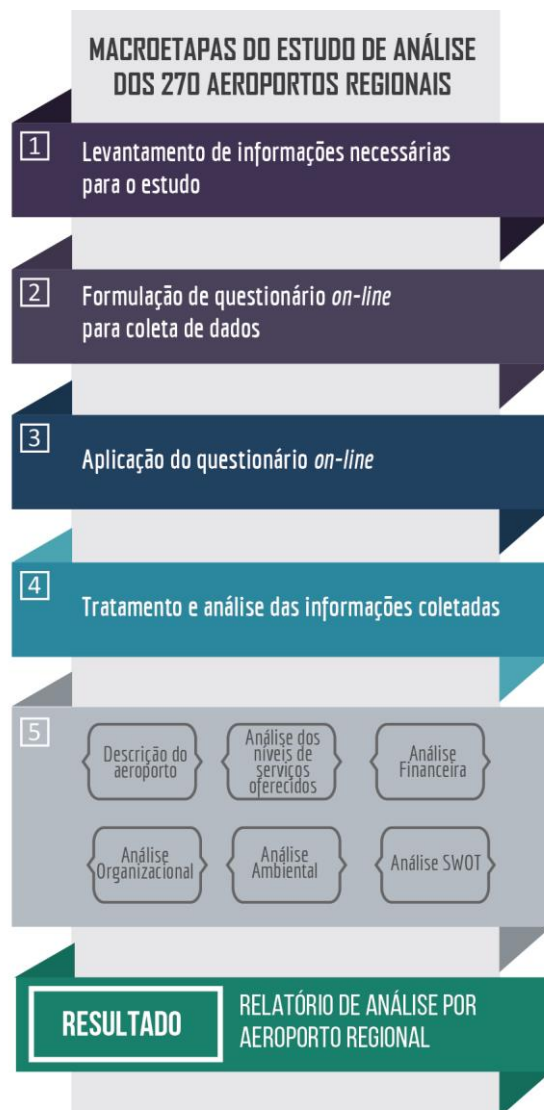 MACROETAPAS DO ESTUDO DE ANÁLISE
DOS 270 AEROPORTOS REGIONAIS
1
Levantamento de informações necessárias
para o estudo
2
Formulação de questionário on-line
para coleta de dados
3
Aplicação do questionário on-line
4
Tratamento e análise das informações coletadas
5
Descrição do
aeroporto
Análise dos
níveis de
serviços
oferecidos
Análise
Financeira
Análise
Organizacional
Análise
Ambiental
Análise SWOT
RESULTADO
RELATÓRIO DE ANÁLISE POR
AEROPORTO REGIONAL